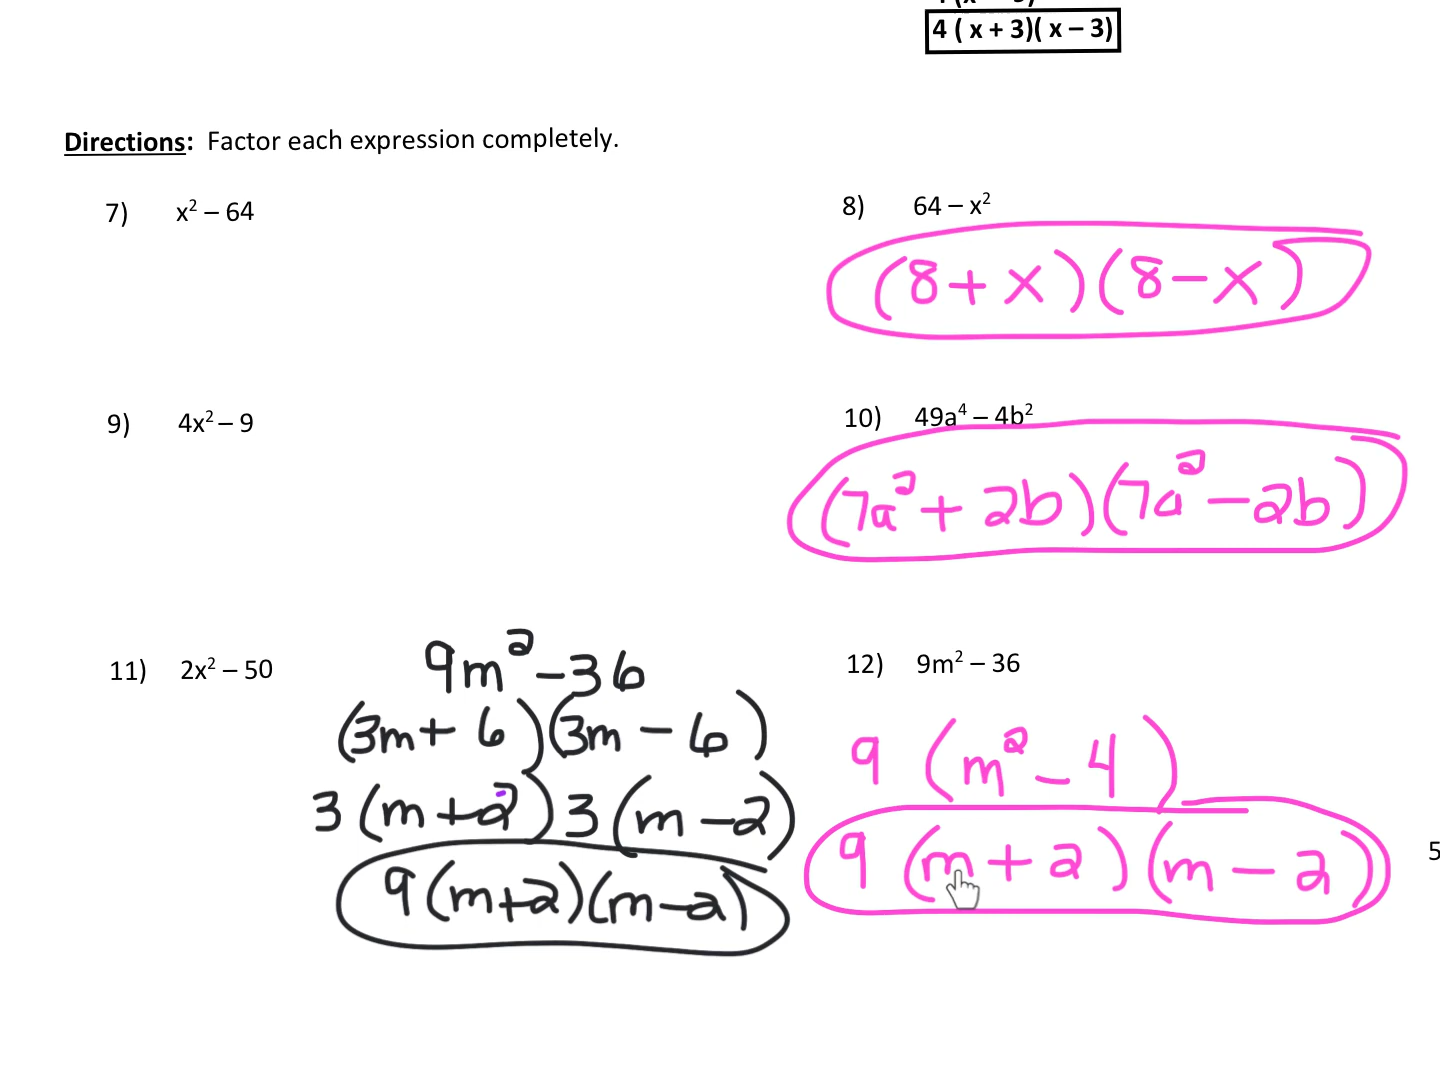 4 ( x + 3)( x – 3)
Directions: Factor each expression completely.
7) x² – 64
8) 64 – x²
(8 + x)(8 – x)
9) 4x² – 9
10) 49a⁴ – 4b²
(7a² + 2b)(7a² – 2b)
11) 2x² – 50
9m² – 36
(3m + 6)(3m – 6)
3(m + 2) 3(m – 2)
9(m + 2)(m – 2)
12) 9m² – 36
9 (m² – 4)
9 (m + 2)(m – 2)
5